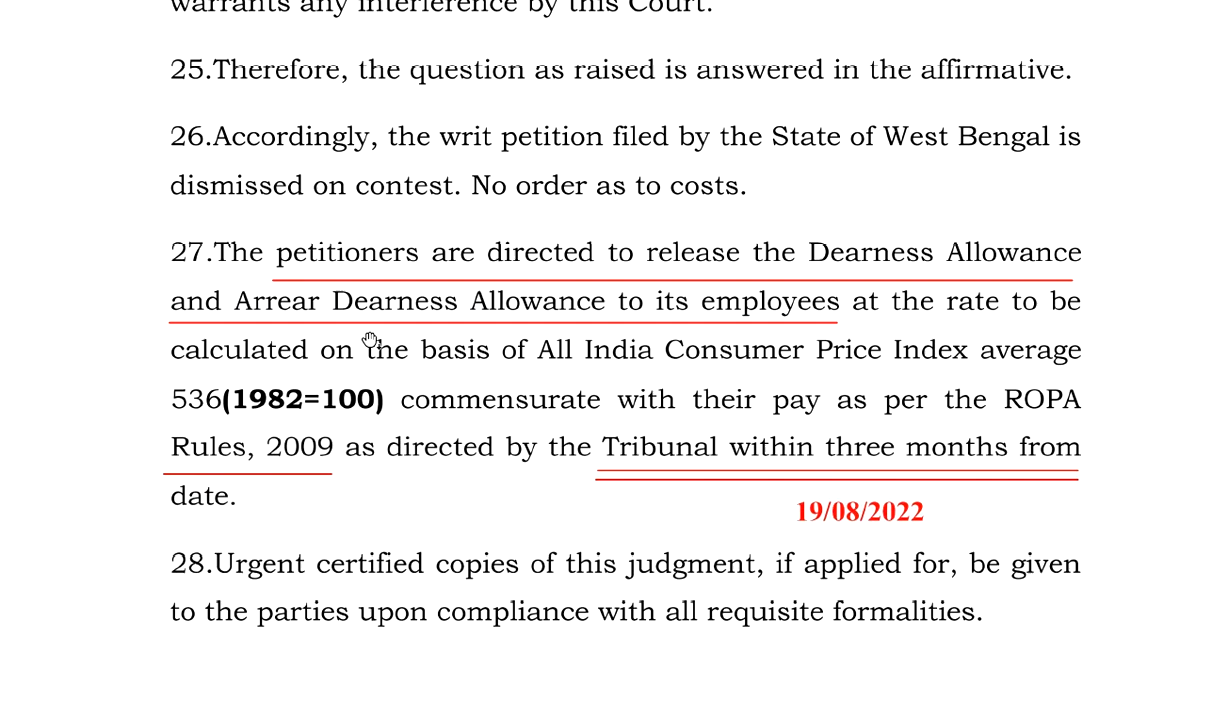 warrants any interference by this Court.
25.Therefore, the question as raised is answered in the affirmative.
26.Accordingly, the writ petition filed by the State of West Bengal is
dismissed on contest. No order as to costs.
27.The petitioners are directed to release the Dearness Allowance
and Arrear Dearness Allowance to its employees at the rate to be
calculated on the basis of All India Consumer Price Index average
536(1982=100) commensurate with their pay as per the ROPA
Rules, 2009 as directed by the Tribunal within three months from
date.
19/08/2022
28.Urgent certified copies of this judgment, if applied for, be given
to the parties upon compliance with all requisite formalities.